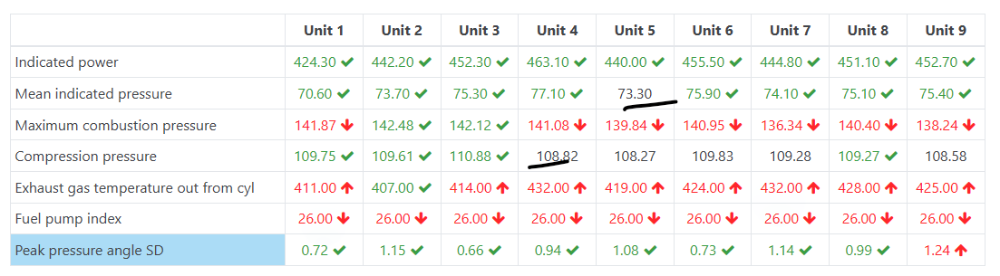 Unit 1 Unit 2 Unit 3 Unit 4 Unit 5 Unit 6 Unit 7 Unit 8 Unit 9
Indicated power 424.30 ✔ 442.20 ✔ 452.30 ✔ 463.10 ✔ 440.00 ✔ 455.50 ✔ 444.80 ✔ 451.10 ✔ 452.70 ✔
Mean indicated pressure 70.60 ✔ 73.70 ✔ 75.30 ✔ 77.10 ✔ 73.30 75.90 ✔ 74.10 ✔ 75.10 ✔ 75.40 ✔
Maximum combustion pressure 141.87 ↓ 142.48 ✔ 142.12 ✔ 141.08 ↓ 139.84 ↓ 140.95 ↓ 136.34 ↓ 140.40 ↓ 138.24 ↓
Compression pressure 109.75 ✔ 109.61 ✔ 110.88 ✔ 108.82 108.27 109.83 109.28 109.27 ✔ 108.58
Exhaust gas temperature out from cyl 411.00 ↑ 407.00 ✔ 414.00 ↑ 432.00 ↑ 419.00 ↑ 424.00 ↑ 432.00 ↑ 428.00 ↑ 425.00 ↑
Fuel pump index 26.00 ↓ 26.00 ↓ 26.00 ↓ 26.00 ↓ 26.00 ↓ 26.00 ↓ 26.00 ↓ 26.00 ↓ 26.00 ↓
Peak pressure angle SD 0.72 ✔ 1.15 ✔ 0.66 ✔ 0.94 ✔ 1.08 ✔ 0.73 ✔ 1.14 ✔ 0.99 ✔ 1.24 ↑